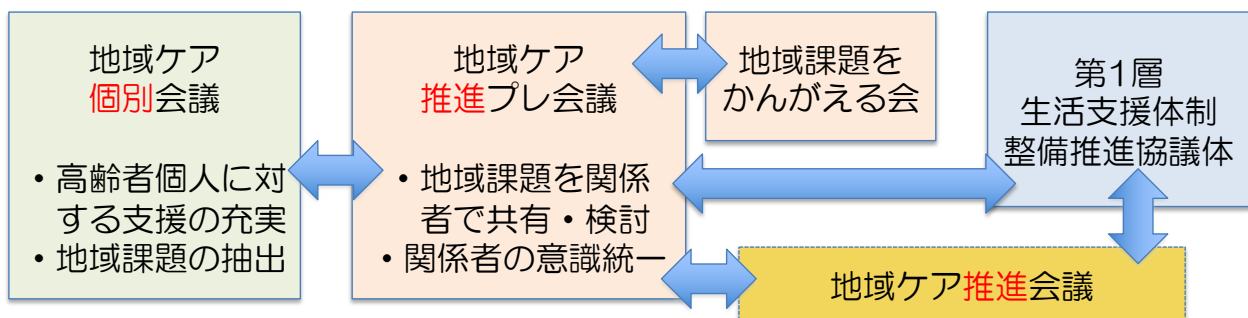 地域ケア
個別会議
・高齢者個人に対
する支援の充実
・地域課題の抽出
地域ケア
推進プレ会議
・地域課題を関係
者で共有・検討
・関係者の意識統一
地域課題を
かんがえる会
第1層
生活支援体制
整備推進協議体
地域ケア推進会議